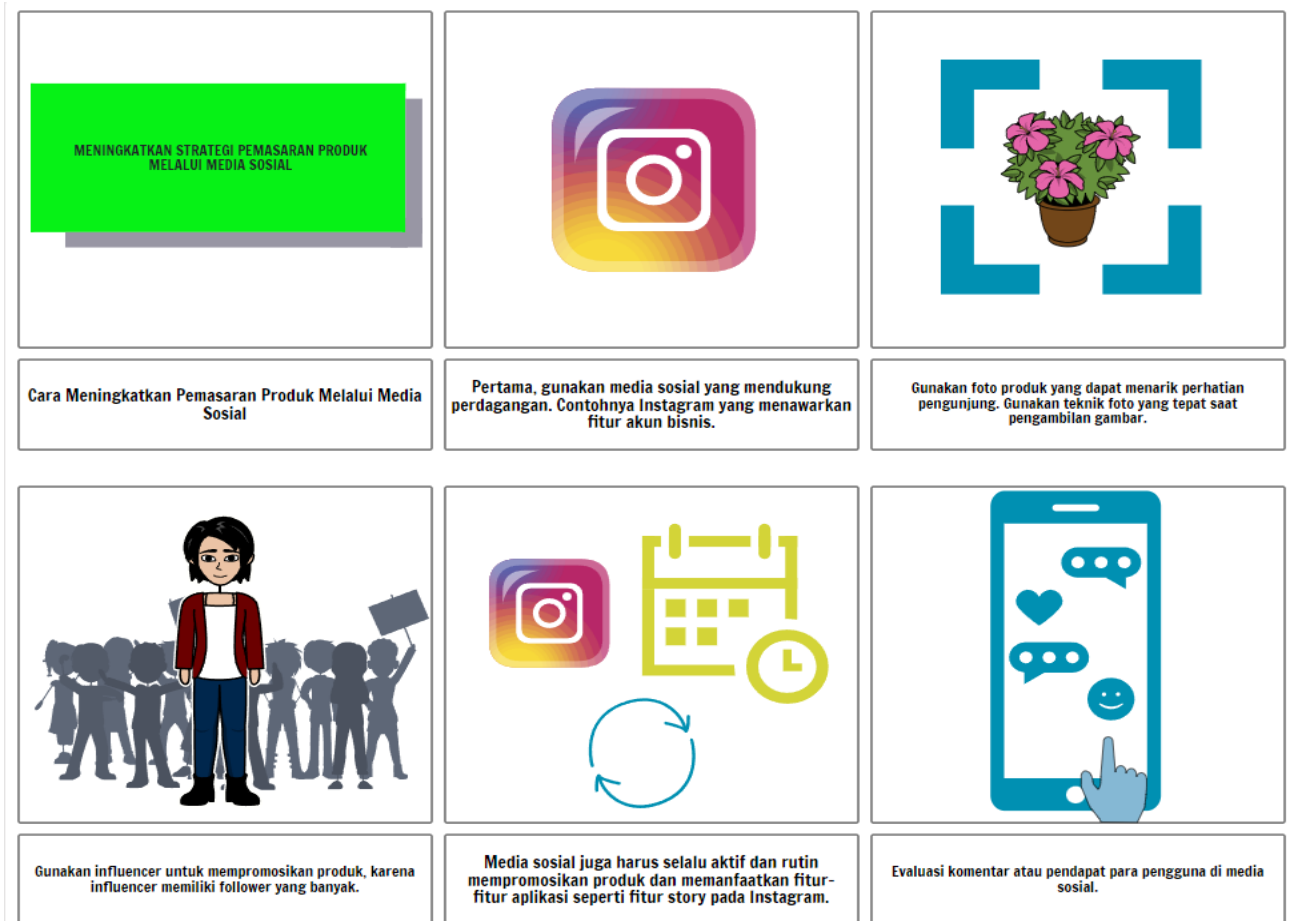 MENINGKATKAN STRATEGI PEMASARAN PRODUK
MELALUI MEDIA SOSIAL
Cara Meningkatkan Pemasaran Produk Melalui Media
Sosial
Pertama, gunakan media sosial yang mendukung
perdagangan. Contohnya Instagram yang menawarkan
fitur akun bisnis.
Gunakan foto produk yang dapat menarik perhatian
pengunjung. Gunakan teknik foto yang tepat saat
pengambilan gambar.
Gunakan influencer untuk mempromosikan produk, karena
influencer memiliki follower yang banyak.
Media sosial juga harus selalu aktif dan rutin
mempromosikan produk dan memanfaatkan fitur-
fitur aplikasi seperti fitur story pada Instagram.
Evaluasi komentar atau pendapat para pengguna di media
sosial.